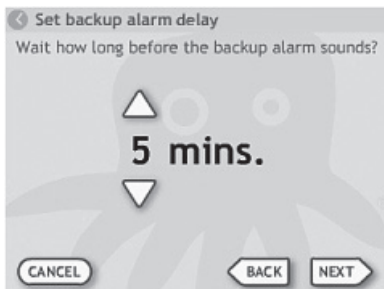 Set backup alarm delay
Wait how long before the backup alarm sounds?
5 mins.
CANCEL
BACK
NEXT